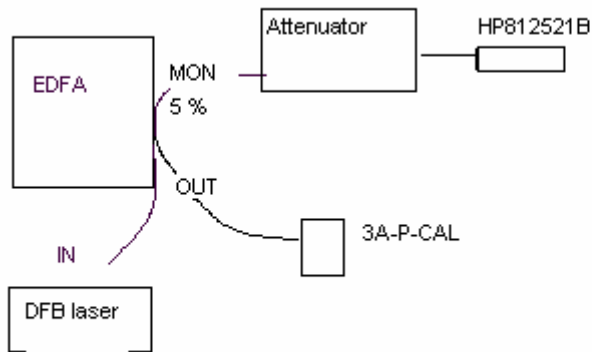 Attenuator
HP812521B
MON
EDFA
5 %
OUT
3A-P-CAL
IN
DFB laser